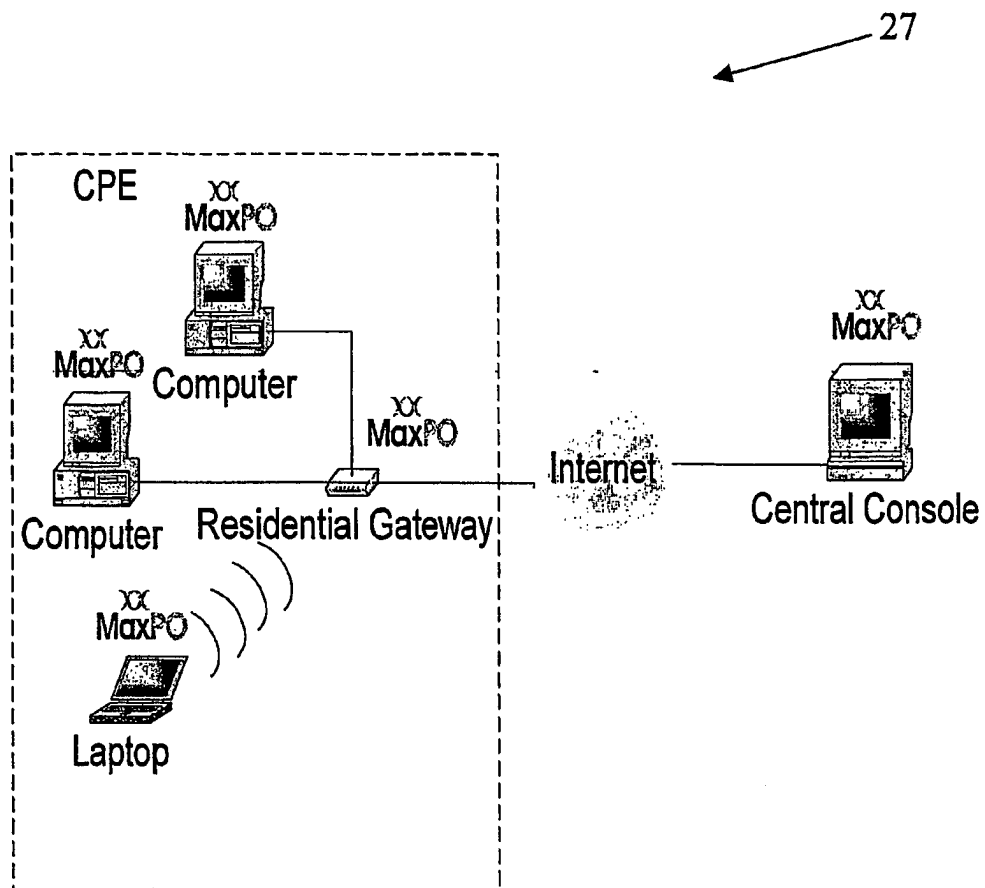 27
CPE
MaxPO
MaxPO
Computer
MaxPO
Computer
Residential Gateway
MaxPO
Laptop
Internet
MaxPO
Central Console